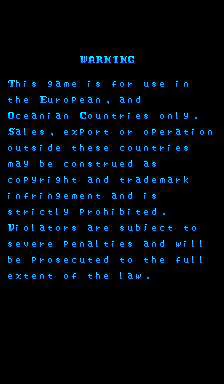 WARNING
This game is for use in
the European, and
Oceanian Countries only.
Sales, export or operation
outside these countries
may be construed as
copyright and trademark
infringement and is
strictly prohibited.
Violators are subject to
severe penalties and will
be prosecuted to the full
extent of the law.